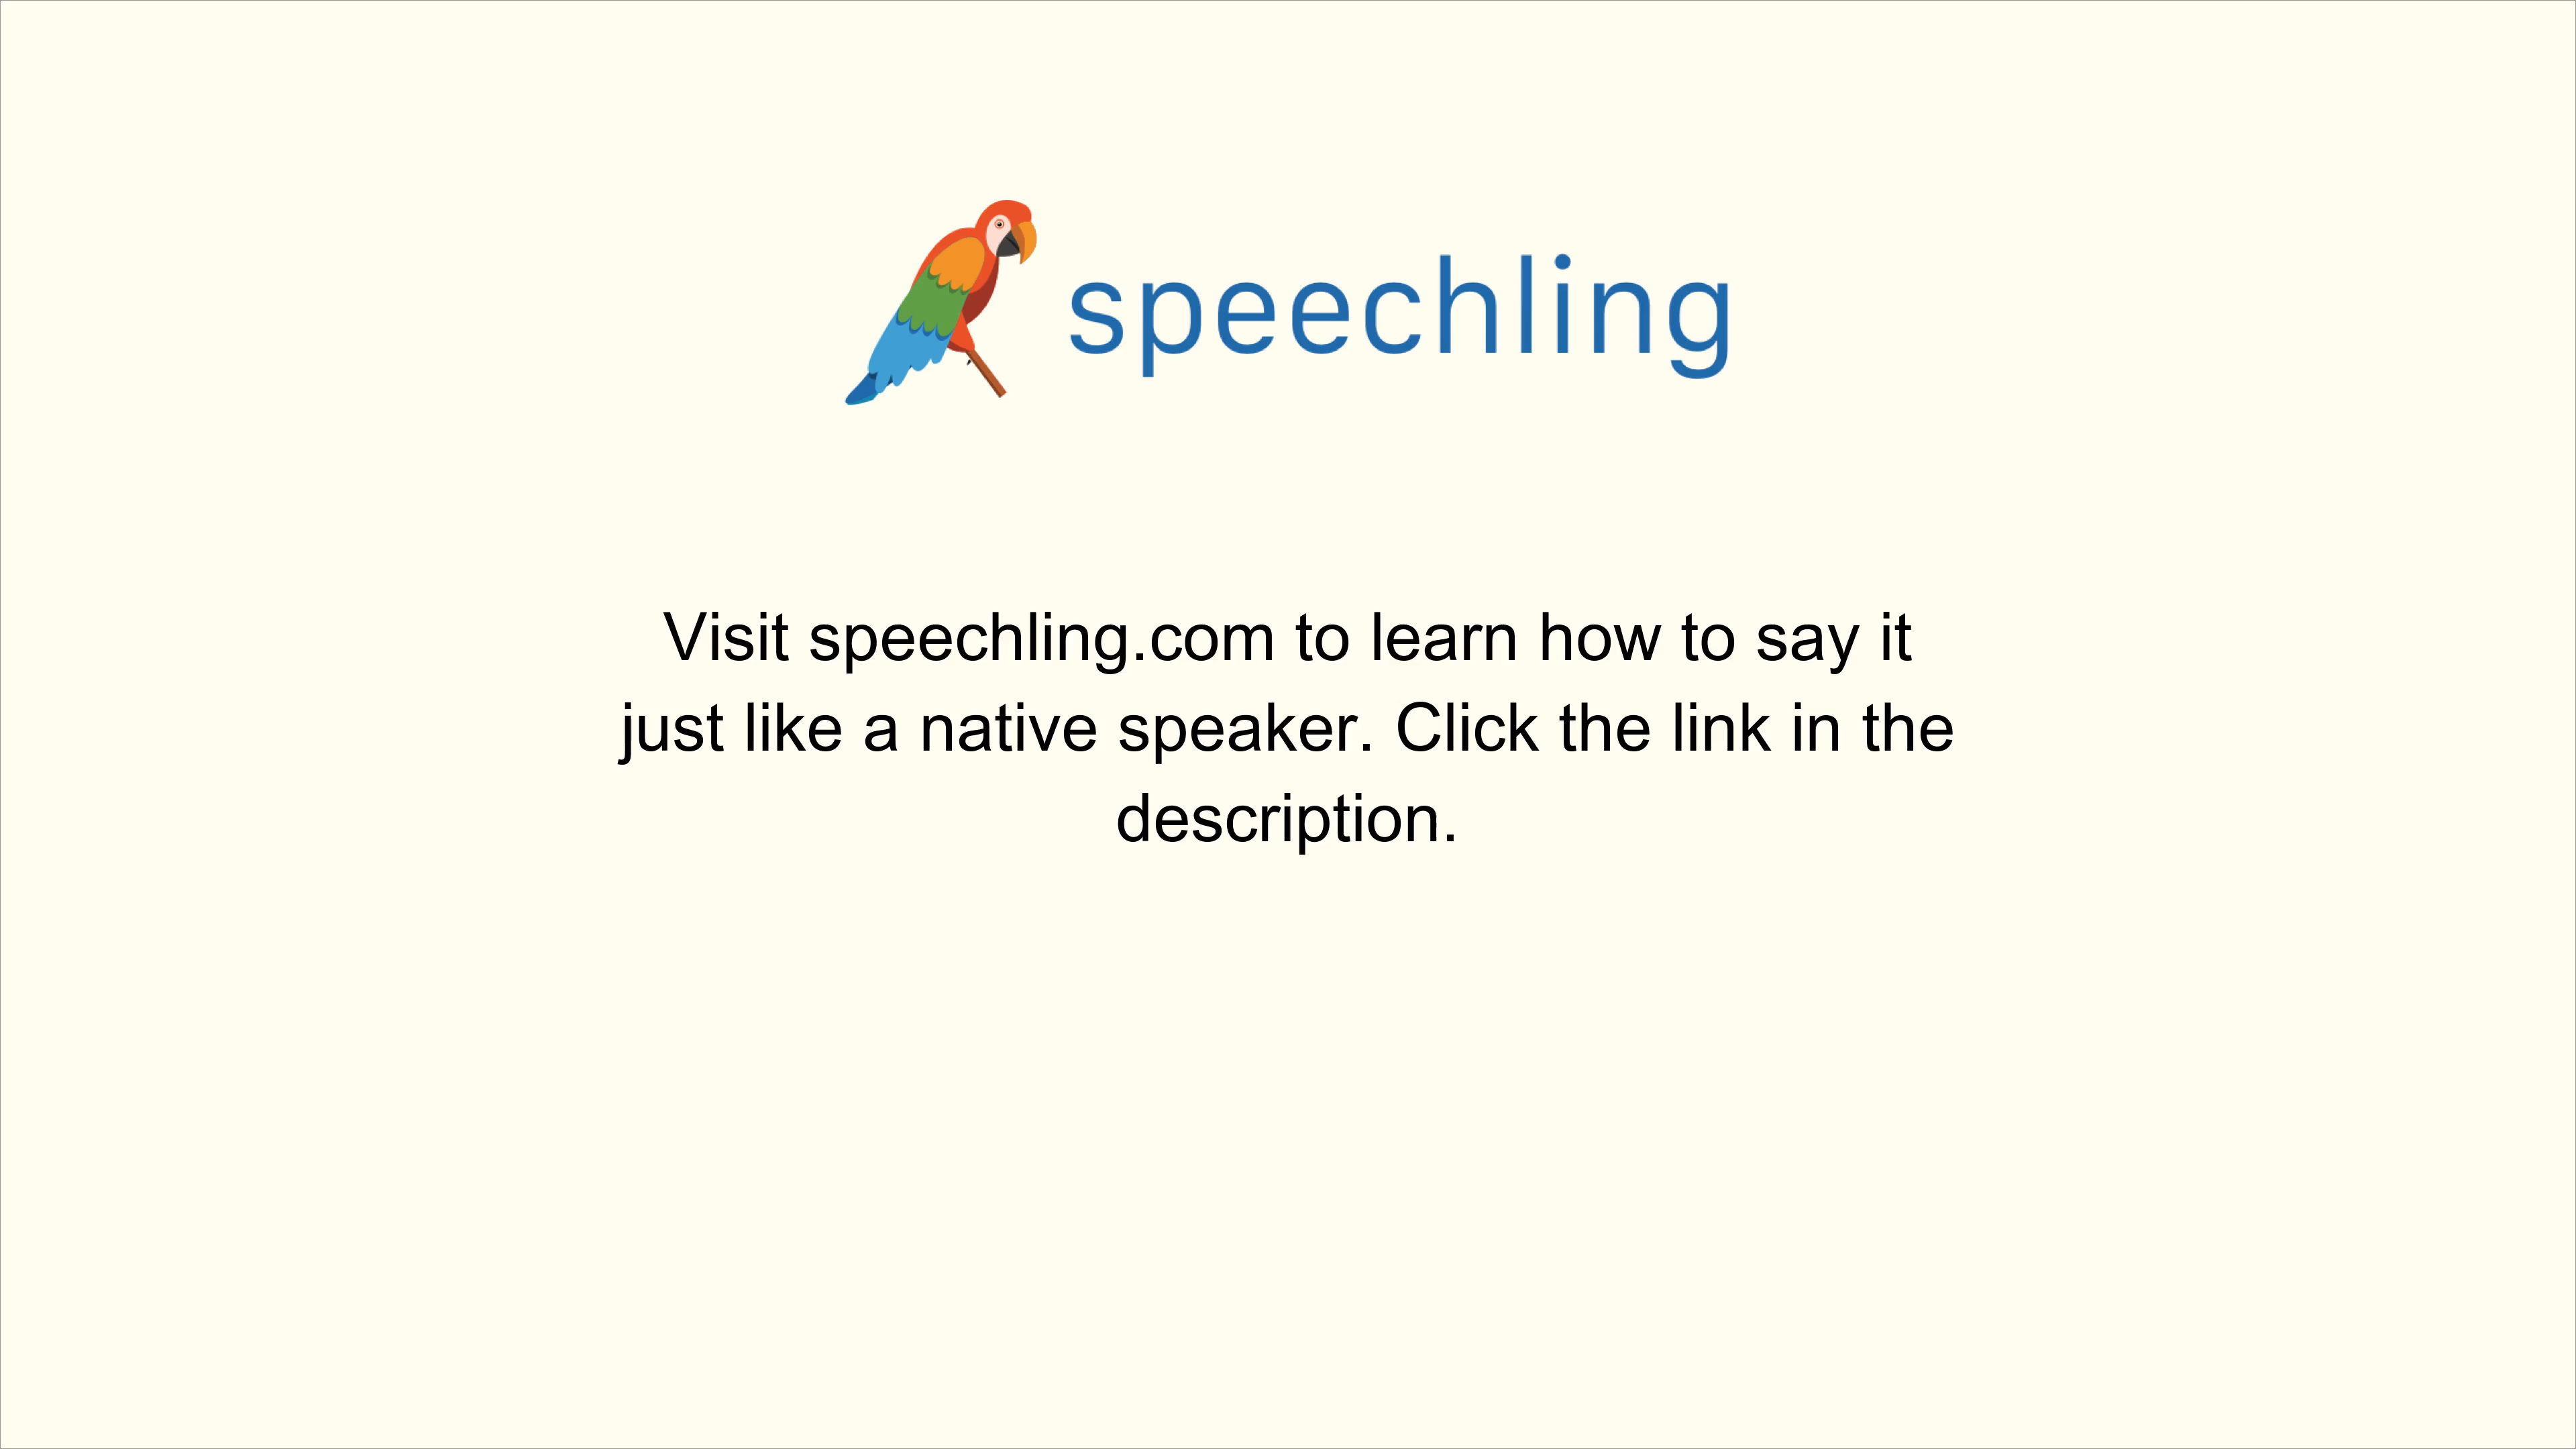 speechling
Visit speechling.com to learn how to say it
just like a native speaker. Click the link in the
description.